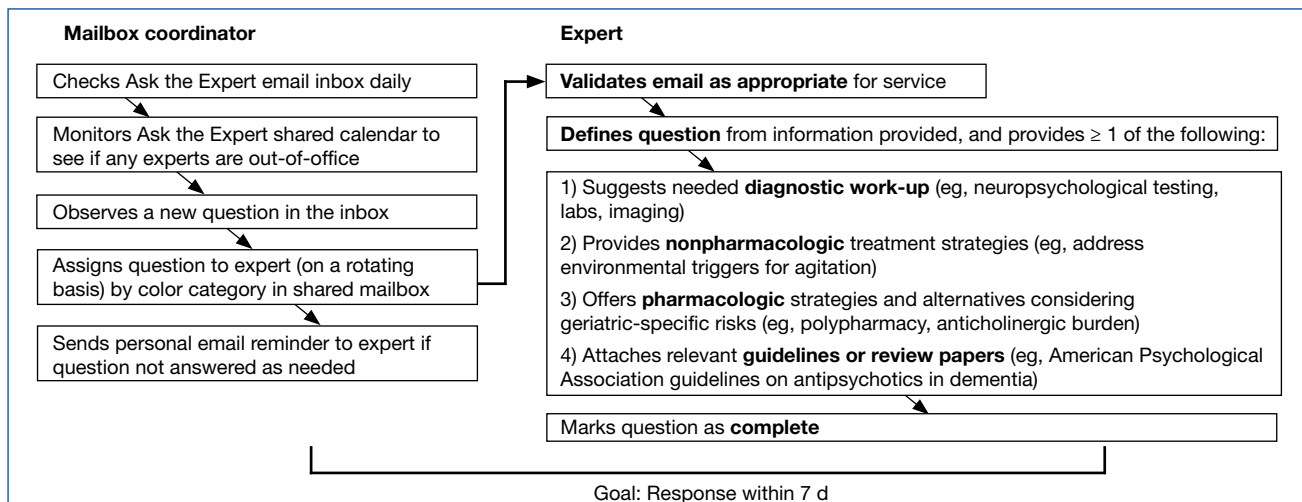 Mailbox coordinator
Checks Ask the Expert email inbox daily
Monitors Ask the Expert shared calendar to
see if any experts are out-of-office
Observes a new question in the inbox
Assigns question to expert (on a rotating
basis) by color category in shared mailbox
Sends personal email reminder to expert if
question not answered as needed
Expert
Validates email as appropriate for service
Defines question from information provided, and provides ≥ 1 of the following:
1) Suggests needed diagnostic work-up (eg, neuropsychological testing,
labs, imaging)
2) Provides nonpharmacologic treatment strategies (eg, address
environmental triggers for agitation)
3) Offers pharmacologic strategies and alternatives considering
geriatric-specific risks (eg, polypharmacy, anticholinergic burden)
4) Attaches relevant guidelines or review papers (eg, American Psychological
Association guidelines on antipsychotics in dementia)
Marks question as complete
Goal: Response within 7 d